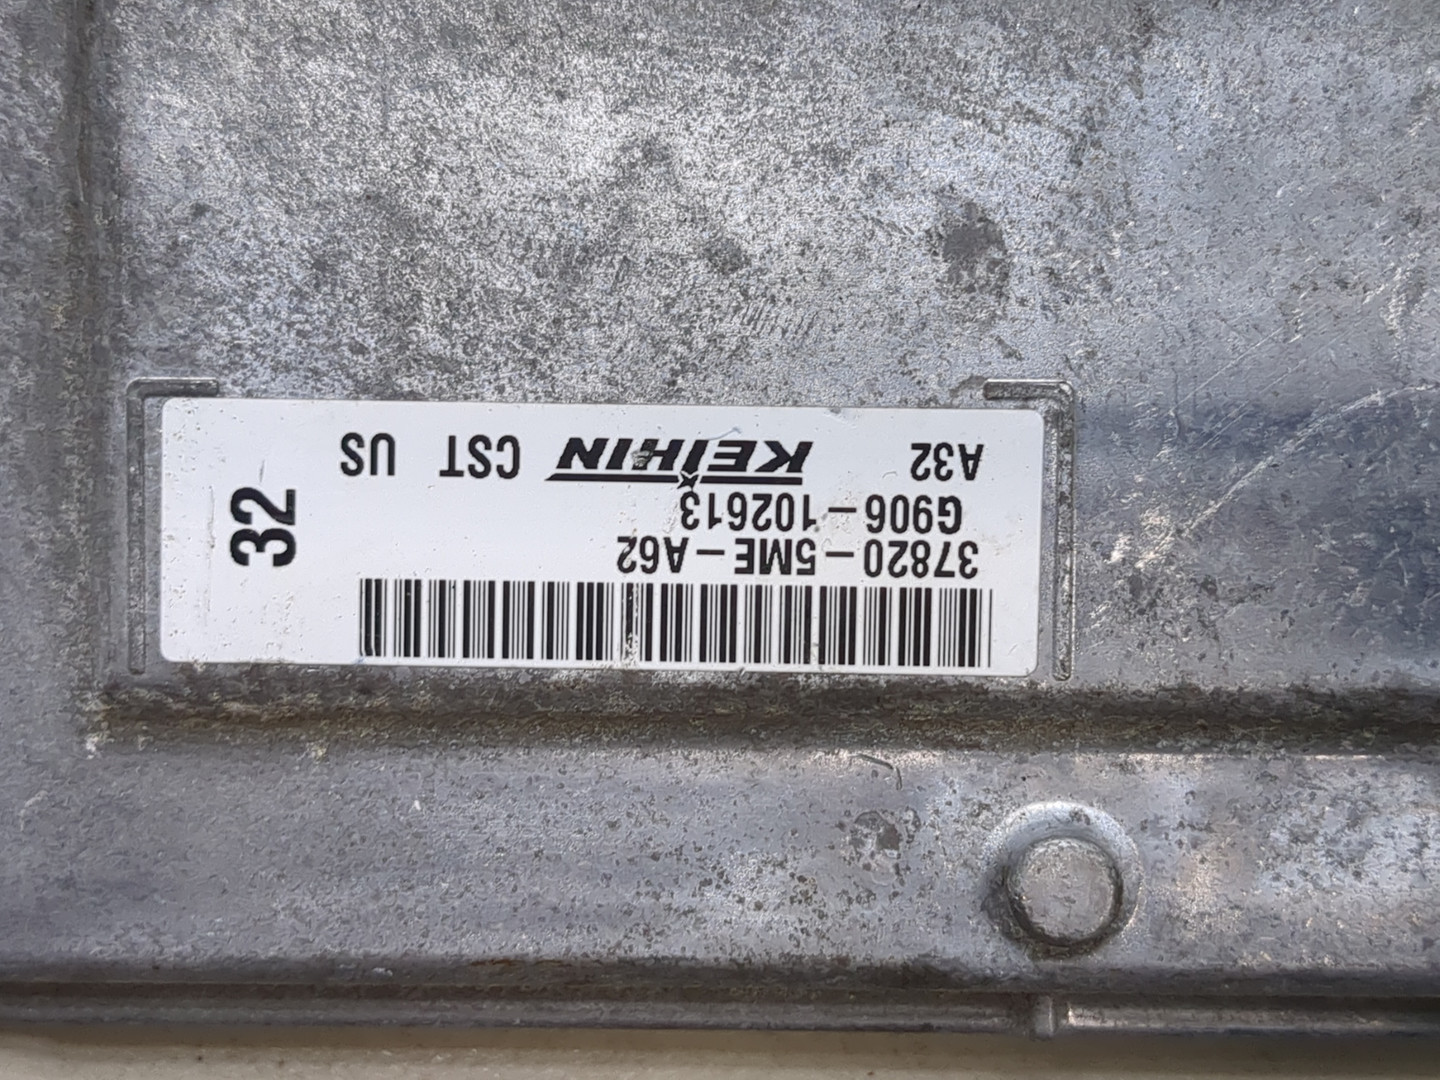 37820-5ME-A62
G906-102613
A32 KEIHIN CST US
32